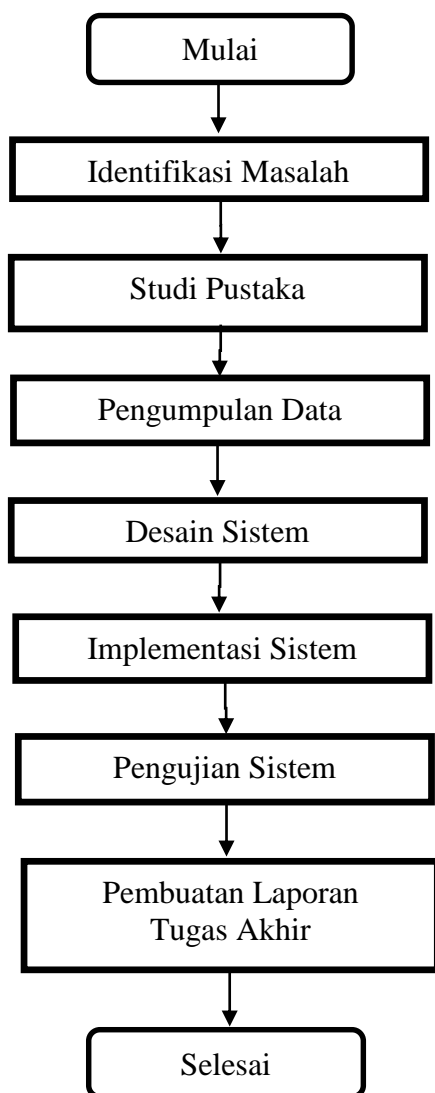 Mulai
Identifikasi Masalah
Studi Pustaka
Pengumpulan Data
Desain Sistem
Implementasi Sistem
Pengujian Sistem
Pembuatan Laporan
Tugas Akhir
Selesai